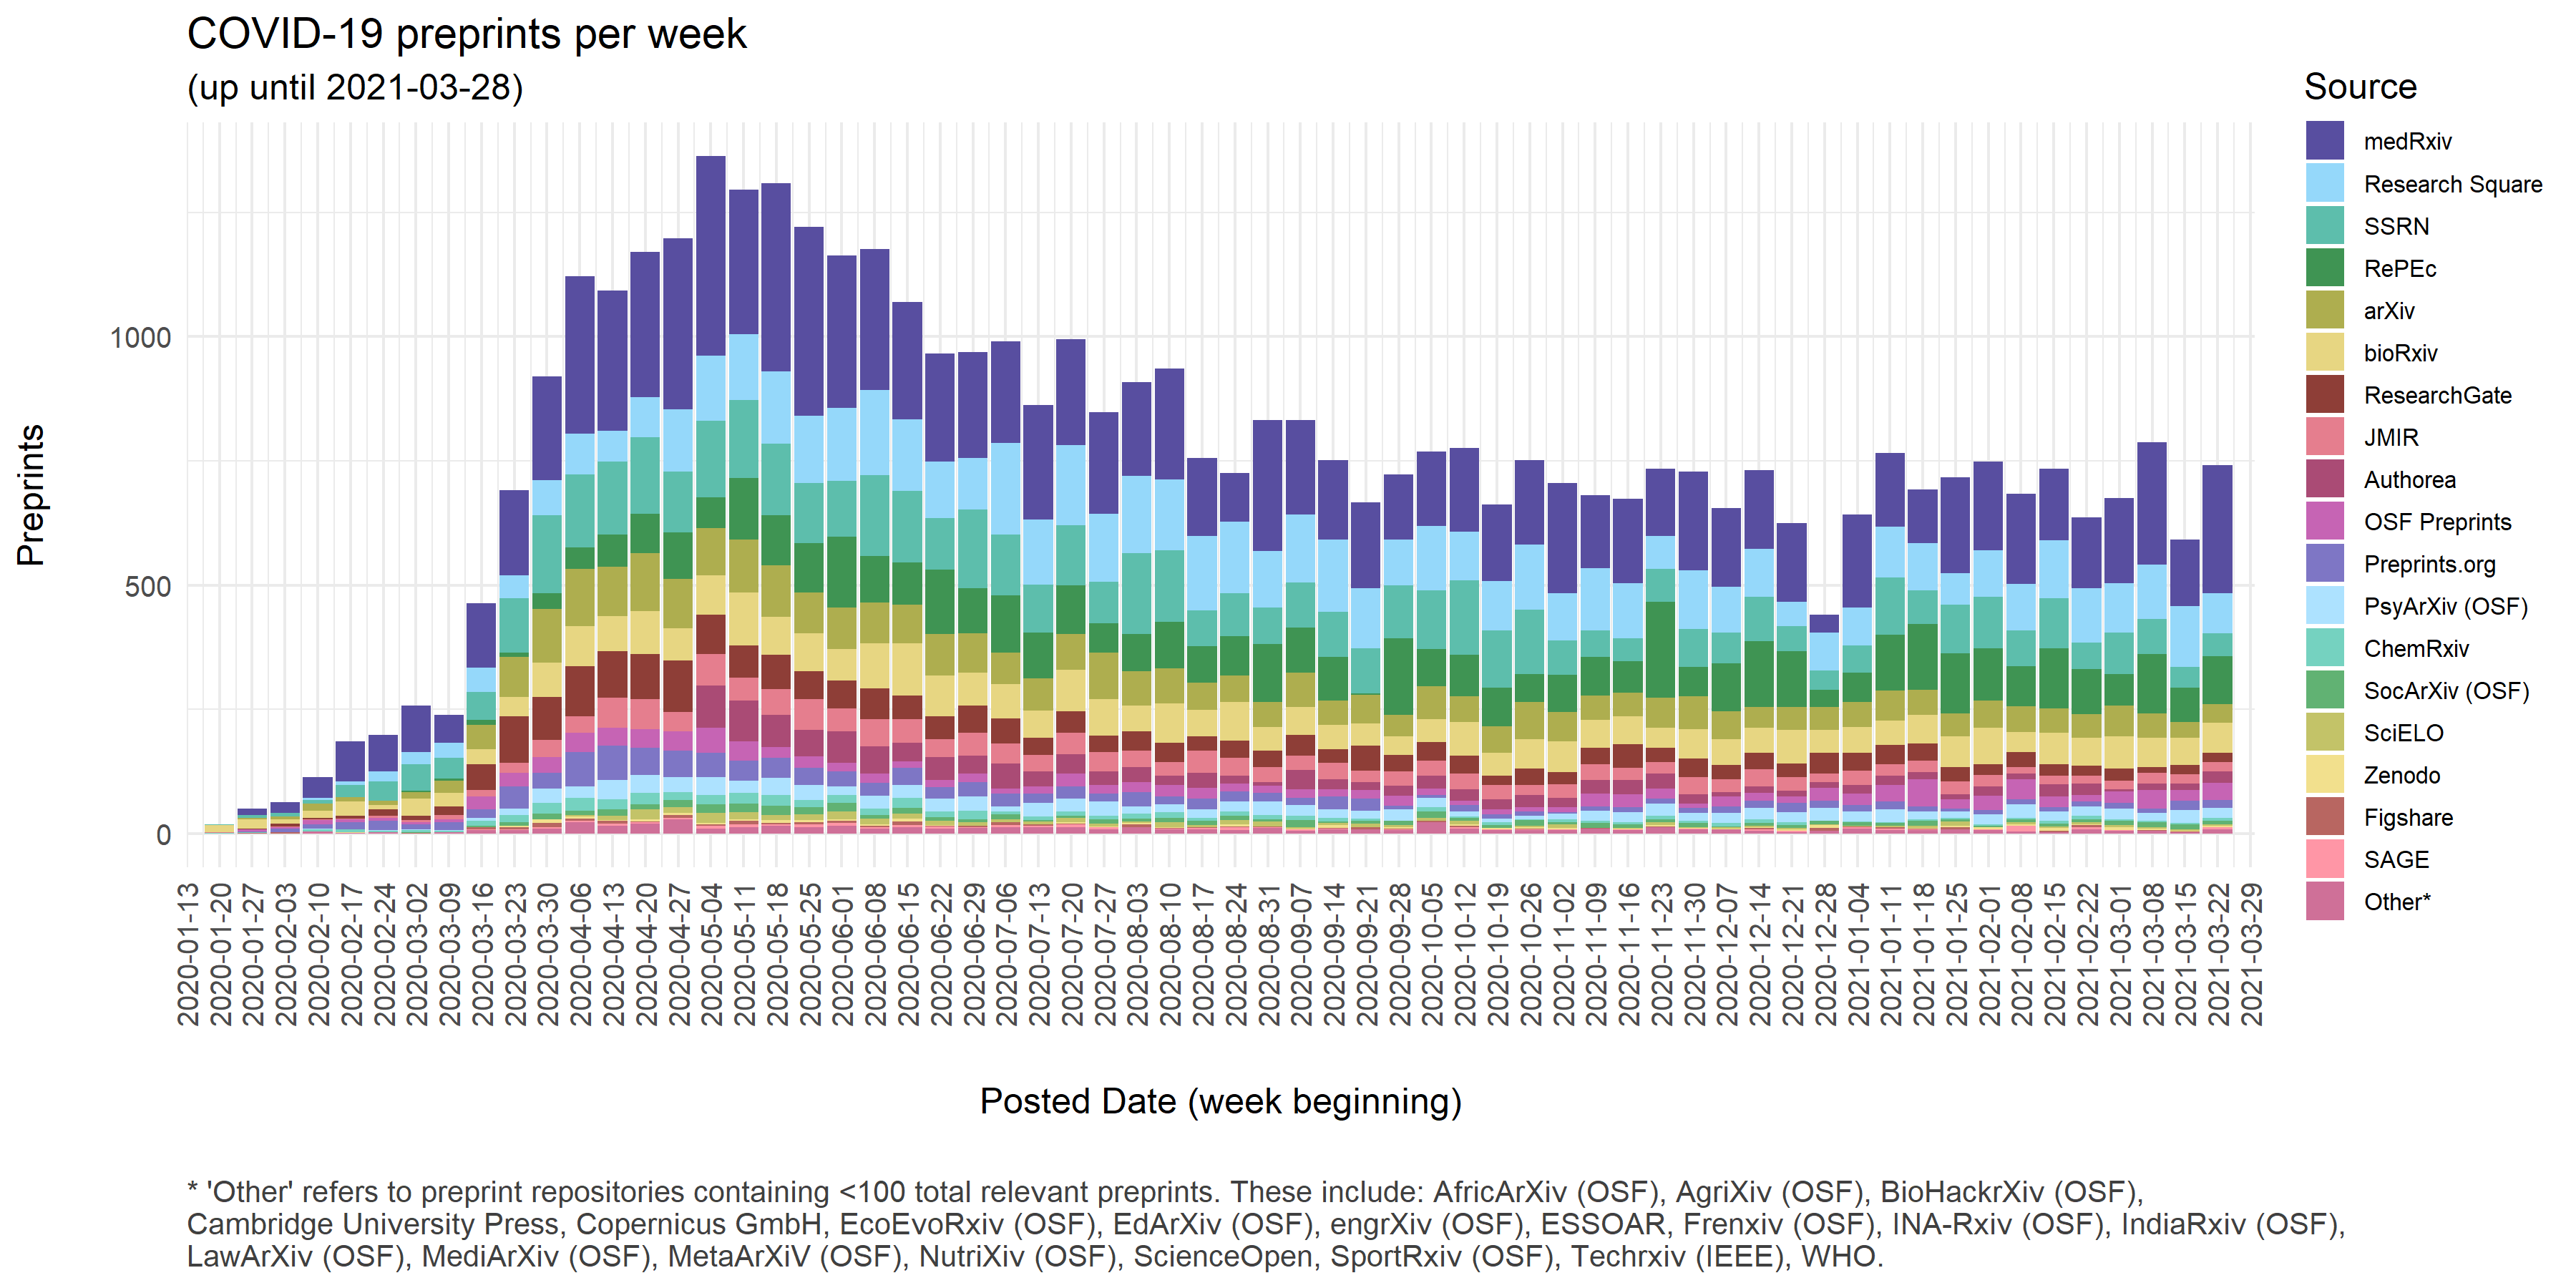 COVID-19 preprints per week
(up until 2021-03-28)
Source
medRxiv
Research Square
SSRN
RePEc
arXiv
bioRxiv
ResearchGate
JMIR
Authorea
OSF Preprints
Preprints.org
PsyArXiv (OSF)
ChemRxiv
SocArXiv (OSF)
SciELO
Zenodo
Figshare
SAGE
Other*
Preprints
1000
500
0
2020-01-13
2020-01-20
2020-01-27
2020-02-03
2020-02-10
2020-02-17
2020-02-24
2020-03-02
2020-03-09
2020-03-16
2020-03-23
2020-03-30
2020-04-06
2020-04-13
2020-04-20
2020-04-27
2020-05-04
2020-05-11
2020-05-18
2020-05-25
2020-06-01
2020-06-08
2020-06-15
2020-06-22
2020-06-29
2020-07-06
2020-07-13
2020-07-20
2020-07-27
2020-08-03
2020-08-10
2020-08-17
2020-08-24
2020-08-31
2020-09-07
2020-09-14
2020-09-21
2020-09-28
2020-10-05
2020-10-12
2020-10-19
2020-10-26
2020-11-02
2020-11-09
2020-11-16
2020-11-23
2020-11-30
2020-12-07
2020-12-14
2020-12-21
2020-12-28
2021-01-04
2021-01-11
2021-01-18
2021-01-25
2021-02-01
2021-02-08
2021-02-15
2021-02-22
2021-03-01
2021-03-08
2021-03-15
2021-03-22
2021-03-29
Posted Date (week beginning)
* 'Other' refers to preprint repositories containing <100 total relevant preprints. These include: AfricArXiv (OSF), AgriXiv (OSF), BioHackrXiv (OSF),
Cambridge University Press, Copernicus GmbH, EcoEvoRxiv (OSF), EdArXiv (OSF), engrXiv (OSF), ESSOAR, Frenxiv (OSF), INA-Rxiv (OSF), IndiaRxiv (OSF),
LawArXiv (OSF), MediArXiv (OSF), MetaArXiV (OSF), NutriXiv (OSF), ScienceOpen, SportRxiv (OSF), Techrxiv (IEEE), WHO.